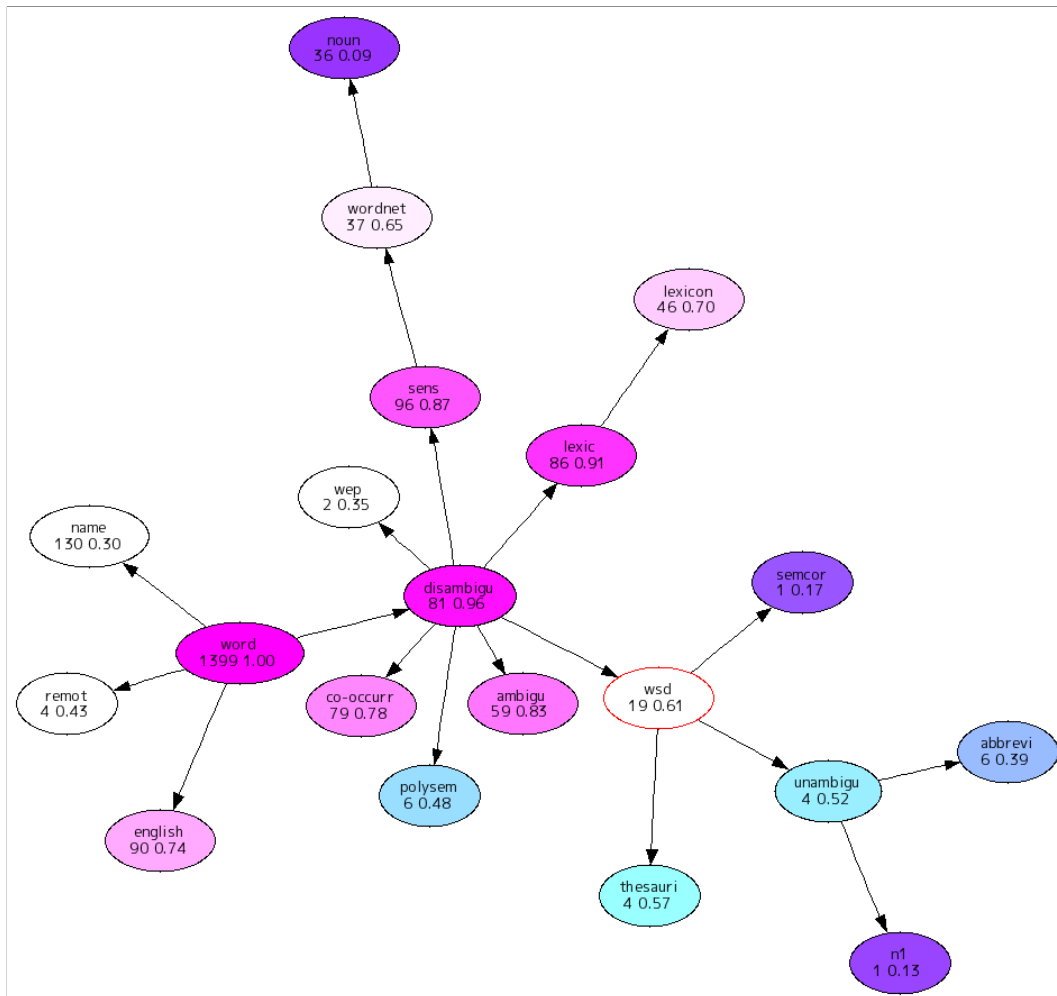 noun
36 0.09
wordnet
37 0.65
lexicon
46 0.70
sens
96 0.87
lexic
86 0.91
wep
2 0.35
name
130 0.30
semcor
1 0.17
disambigu
81 0.96
word
1399 1.00
remot
4 0.43
co-occurr
79 0.78
ambigu
59 0.83
wsd
19 0.61
abbrevi
6 0.39
polysem
6 0.48
unambigu
4 0.52
english
90 0.74
thesauri
4 0.57
n1
1 0.13